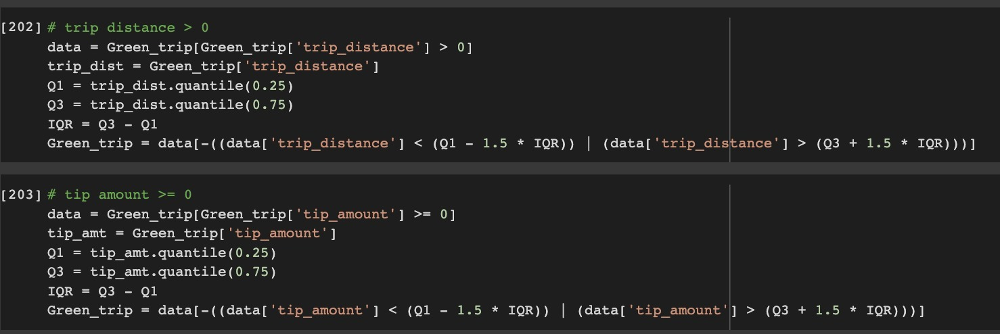 [202] # trip distance > 0
data = Green_trip[Green_trip['trip_distance'] > 0]
trip_dist = Green_trip['trip_distance']
Q1 = trip_dist.quantile(0.25)
Q3 = trip_dist.quantile(0.75)
IQR = Q3 - Q1
Green_trip = data[-((data['trip_distance'] < (Q1 - 1.5 * IQR)) | (data['trip_distance'] > (Q3 + 1.5 * IQR)))]
[203] # tip amount >= 0
data = Green_trip[Green_trip['tip_amount'] >= 0]
tip_amt = Green_trip['tip_amount']
Q1 = tip_amt.quantile(0.25)
Q3 = tip_amt.quantile(0.75)
IQR = Q3 - Q1
Green_trip = data[-((data['tip_amount'] < (Q1 - 1.5 * IQR)) | (data['tip_amount'] > (Q3 + 1.5 * IQR)))]